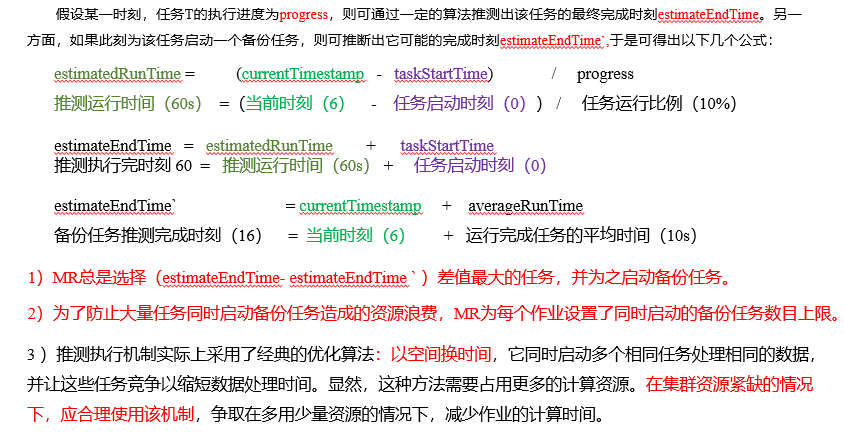 假设某一时刻，任务T的执行进度为progress，则可通过一定的算法推测出该任务的最终完成时刻estimateEndTime。另一
方面，如果此刻为该任务启动一个备份任务，则可推断出它可能的完成时刻estimateEndTime`,于是可得出以下几个公式：
estimatedRunTime = (currentTimestamp - taskStartTime) / progress
推测运行时间（60s） =（当前时刻（6） - 任务启动时刻（0）） / 任务运行比例（10%）
estimateEndTime = estimatedRunTime + taskStartTime
推测执行完时刻 60 = 推测运行时间（60s）+ 任务启动时刻（0）
estimateEndTime` = currentTimestamp + averageRunTime
备份任务推测完成时刻（16） = 当前时刻（6） + 运行完成任务的平均时间（10s）
1）MR总是选择（estimateEndTime- estimateEndTime ` ）差值最大的任务，并为之启动备份任务。
2）为了防止大量任务同时启动备份任务造成的资源浪费，MR为每个作业设置了同时启动的备份任务数目上限。
3 ）推测执行机制实际上采用了经典的优化算法：以空间换时间，它同时启动多个相同任务处理相同的数据，
并让这些任务竞争以缩短数据处理时间。显然，这种方法需要占用更多的计算资源。在集群资源紧缺的情况
下，应合理使用该机制，争取在多用少量资源的情况下，减少作业的计算时间。